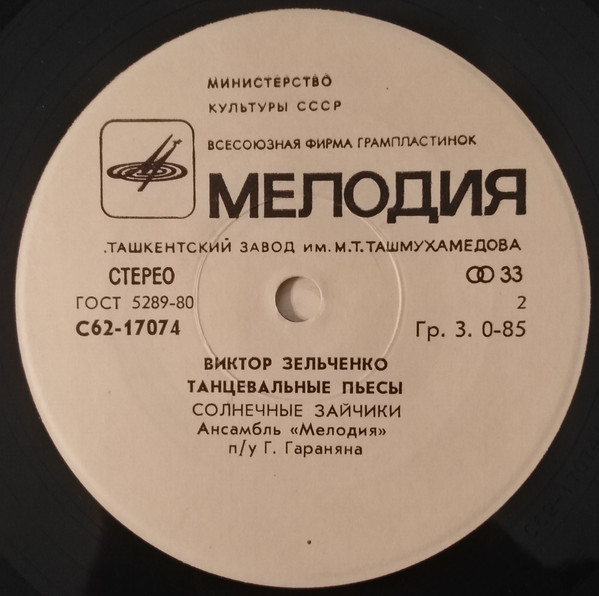 МИНИСТЕРСТВО
КУЛЬТУРЫ СССР
ВСЕСОЮЗНАЯ ФИРМА ГРАМПЛАСТИНОК
МЕЛОДИЯ
.ТАШКЕНТСКИЙ ЗАВОД ИМ. М.Т. ТАШМУХАМЕДОВА
СТЕРЕО 33
ГОСТ 5289-80 2
С62-17074 Гр. 3. 0-85
ВИКТОР ЗЕЛЬЧЕНКО
ТАНЦЕВАЛЬНЫЕ ПЬЕСЫ
СОЛНЕЧНЫЕ ЗАЙЧИКИ
Ансамбль «Мелодия»
п/у Г. Гараняна